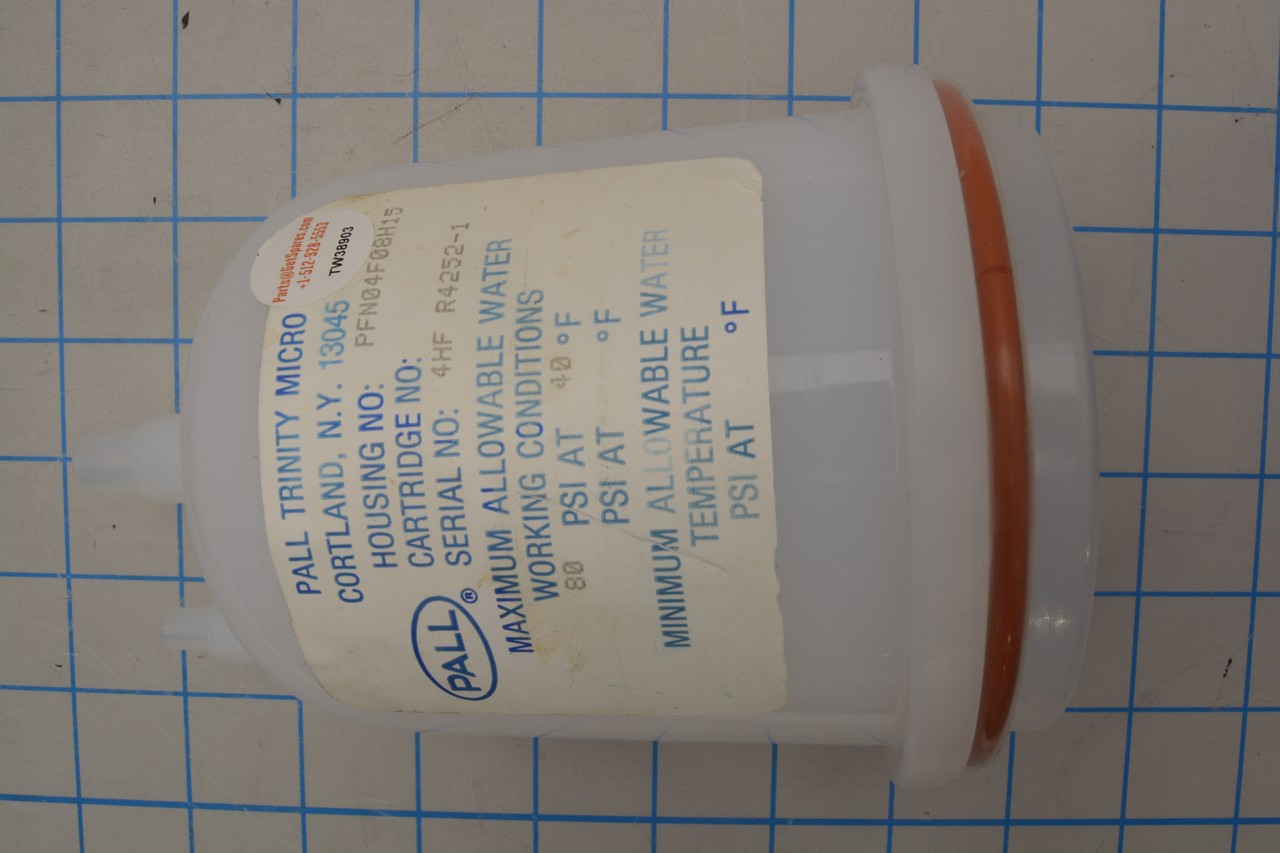 Parts@GetSpares.com
+1-512-928-5553
TW38903
PALL TRINITY MICRO
CORTLAND, N.Y. 13045
HOUSING NO: PFN04F08H15
CARTRIDGE NO:
SERIAL NO: 4HF R4252-1
PALL®
MAXIMUM ALLOWABLE WATER
WORKING CONDITIONS
80 PSI AT 40 °F
PSI AT °F
MINIMUM ALLOWABLE WATER
TEMPERATURE
PSI AT °F